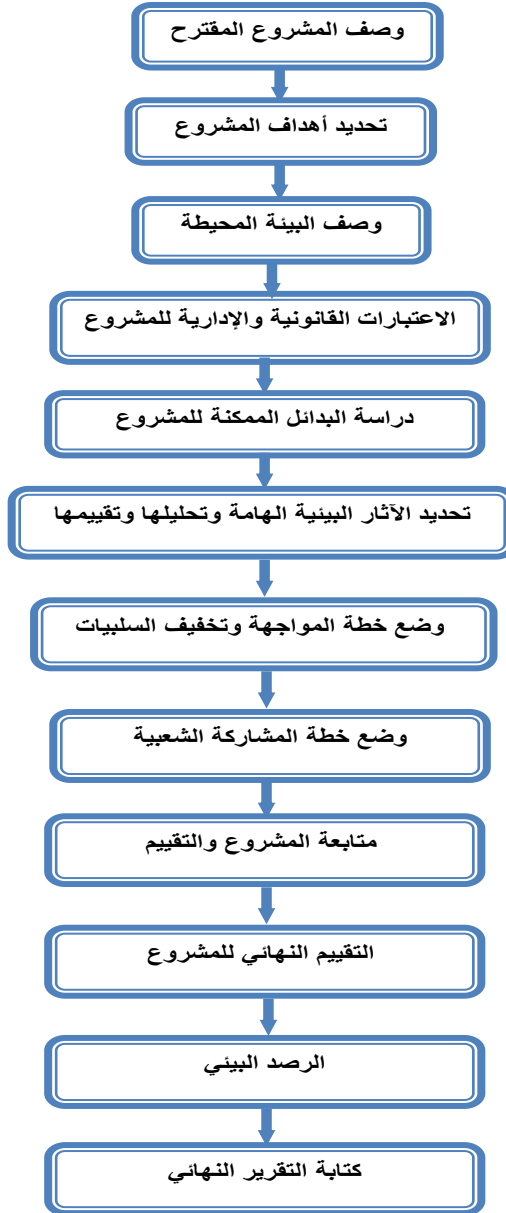 وصف المشروع المقترح
تحديد أهداف المشروع
وصف البيئة المحيطة
الاعتبارات القانونية والإدارية للمشروع
دراسة البدائل الممكنة للمشروع
تحديد الآثار البيئية الهامة وتحليلها وتقييمها
وضع خطة المواجهة وتخفيف السلبيات
وضع خطة المشاركة الشعبية
متابعة المشروع والتقييم
التقييم النهائي للمشروع
الرصد البيئي
كتابة التقرير النهائي